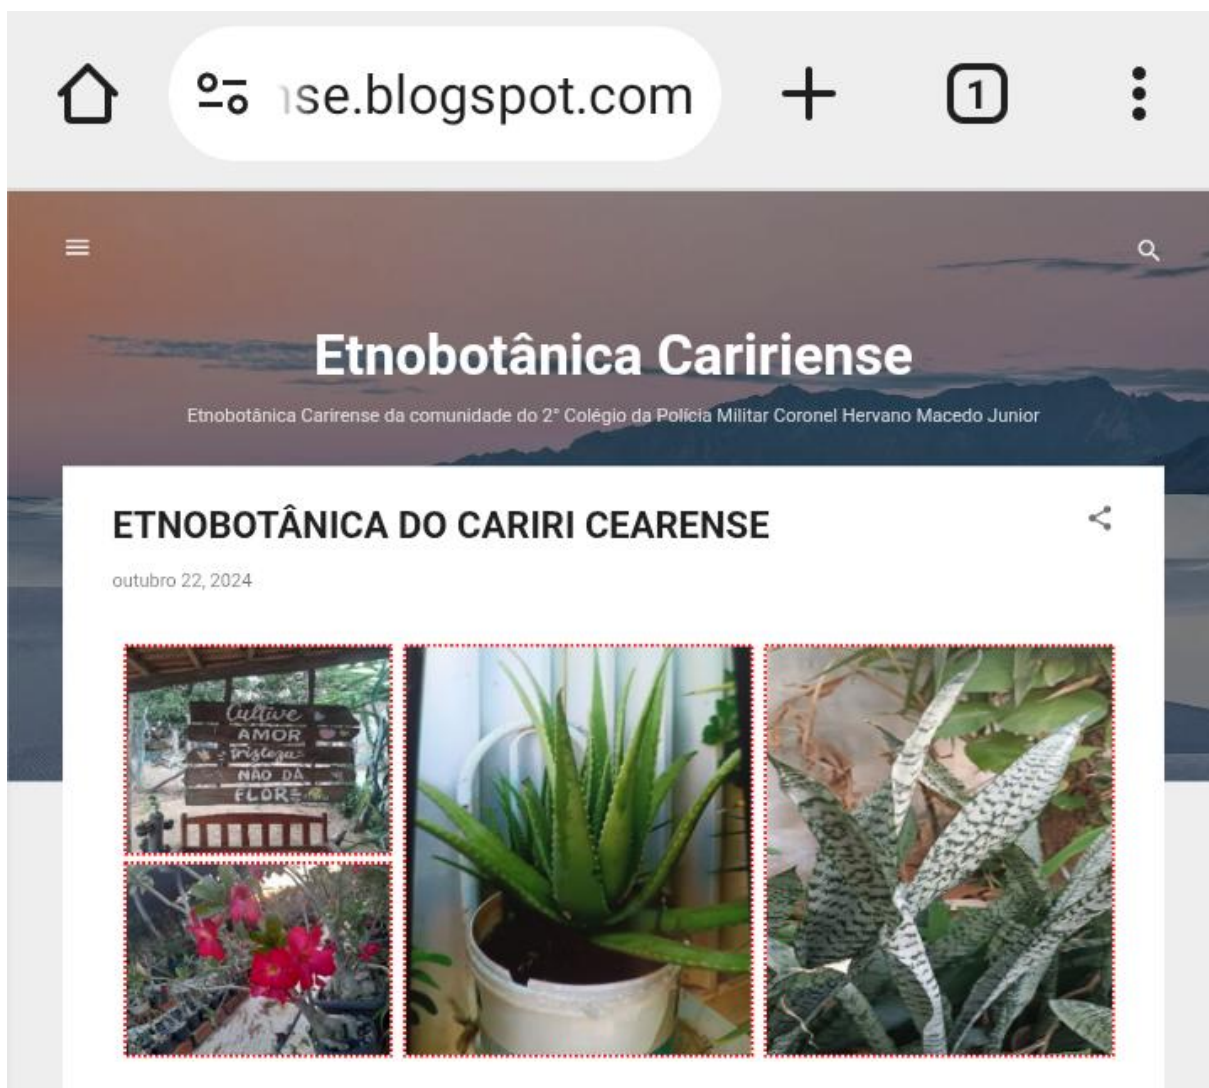 se.blogspot.com
1
Etnobotânica Caririense
Etnobotânica Carirense da comunidade do 2° Colégio da Polícia Militar Coronel Hervano Macedo Junior
ETNOBOTÂNICA DO CARIRI CEARENSE
outubro 22, 2024
Cultive
AMOR
tristeza
NÃO DÁ
FLOR